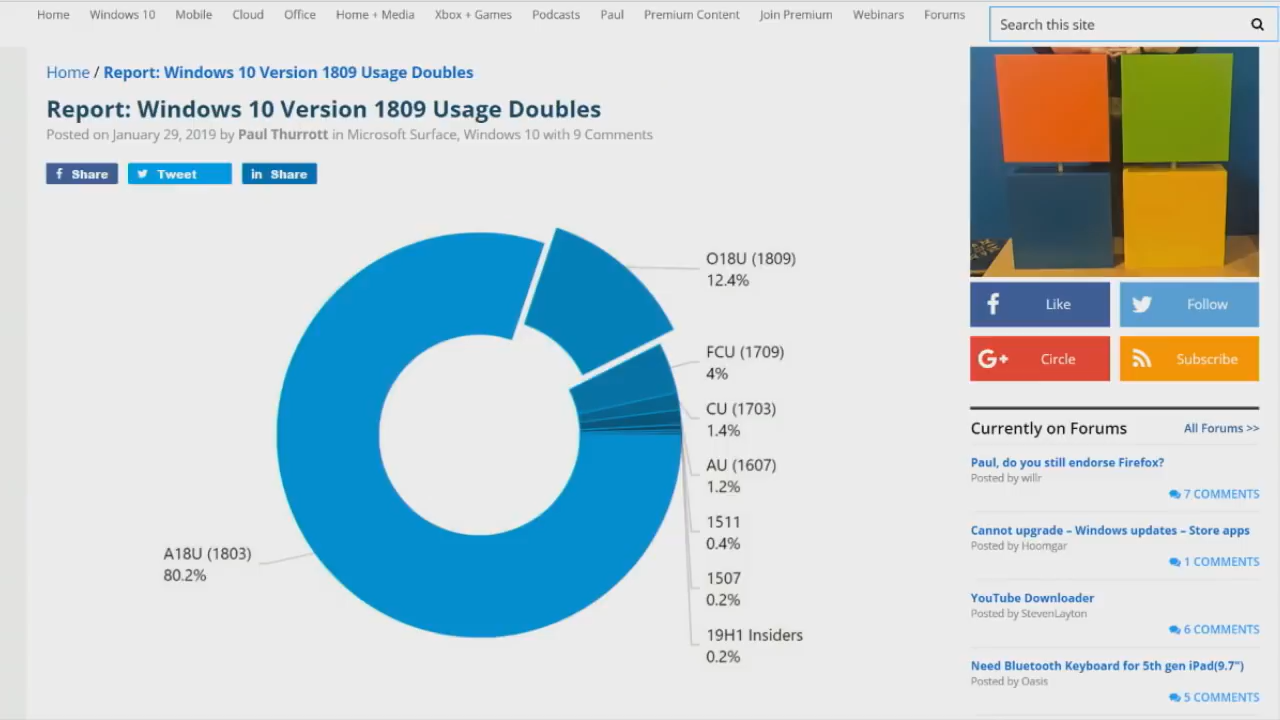 Home Windows 10 Mobile Cloud Office Home + Media Xbox + Games Podcasts Paul Premium Content Join Premium Webinars Forums
Search this site
Home / Report: Windows 10 Version 1809 Usage Doubles
Report: Windows 10 Version 1809 Usage Doubles
Posted on January 29, 2019 by Paul Thurrott in Microsoft Surface, Windows 10 with 9 Comments
f Share
Tweet
in Share
O18U (1809)
12.4%
FCU (1709)
4%
CU (1703)
1.4%
AU (1607)
1.2%
1511
0.4%
1507
0.2%
19H1 Insiders
0.2%
A18U (1803)
80.2%
f Like
Follow
G+ Circle
Subscribe
Currently on Forums
All Forums >>
Paul, do you still endorse Firefox?
Posted by willr
7 COMMENTS
Cannot upgrade – Windows updates – Store apps
Posted by Hoomgar
1 COMMENTS
YouTube Downloader
Posted by StevenLayton
6 COMMENTS
Need Bluetooth Keyboard for 5th gen iPad(9.7")
Posted by Oasis
5 COMMENTS